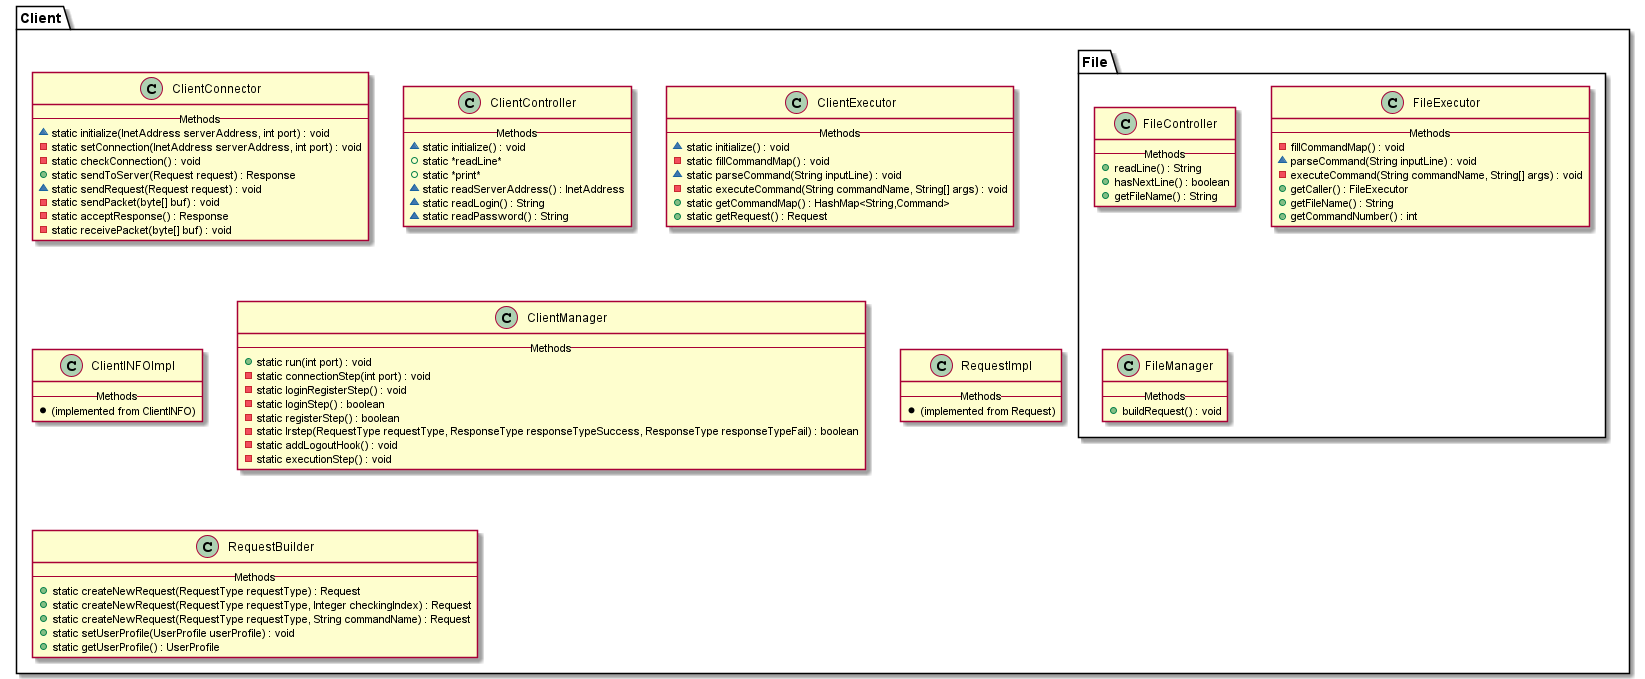 Client
ClientConnector
Methods
static initialize(InetAddress serverAddress, int port) : void
static setConnection(InetAddress serverAddress, int port) : void
static checkConnection() : void
static sendToServer(Request request) : Response
static sendRequest(Request request) : void
static sendPacket(byte[] buf) : void
static acceptResponse() : Response
static receivePacket(byte[] buf) : void
ClientController
Methods
static initialize() : void
static *readLine*
static *print*
static readServerAddress() : InetAddress
static readLogin() : String
static readPassword() : String
ClientExecutor
Methods
static initialize() : void
static fillCommandMap() : void
static parseCommand(String inputLine) : void
static executeCommand(String commandName, String[] args) : void
static getCommandMap() : HashMap<String,Command>
static getRequest() : Request
File
FileController
Methods
readLine() : String
hasNextLine() : boolean
getFileName() : String
FileExecutor
Methods
fillCommandMap() : void
parseCommand(String inputLine) : void
executeCommand(String commandName, String[] args) : void
getCaller() : FileExecutor
getFileName() : String
getCommandNumber() : int
ClientINFOImpl
Methods
(implemented from ClientINFO)
ClientManager
Methods
static run(int port) : void
static connectionStep(int port) : void
static loginRegisterStep() : void
static loginStep() : boolean
static registerStep() : boolean
static lrstep(RequestType requestType, ResponseType responseTypeSuccess, ResponseType responseTypeFail) : boolean
static addLogoutHook() : void
static executionStep() : void
RequestImpl
Methods
(implemented from Request)
FileManager
Methods
buildRequest() : void
RequestBuilder
Methods
static createNewRequest(RequestType requestType) : Request
static createNewRequest(RequestType requestType, Integer checkingIndex) : Request
static createNewRequest(RequestType requestType, String commandName) : Request
static setUserProfile(UserProfile userProfile) : void
static getUserProfile() : UserProfile